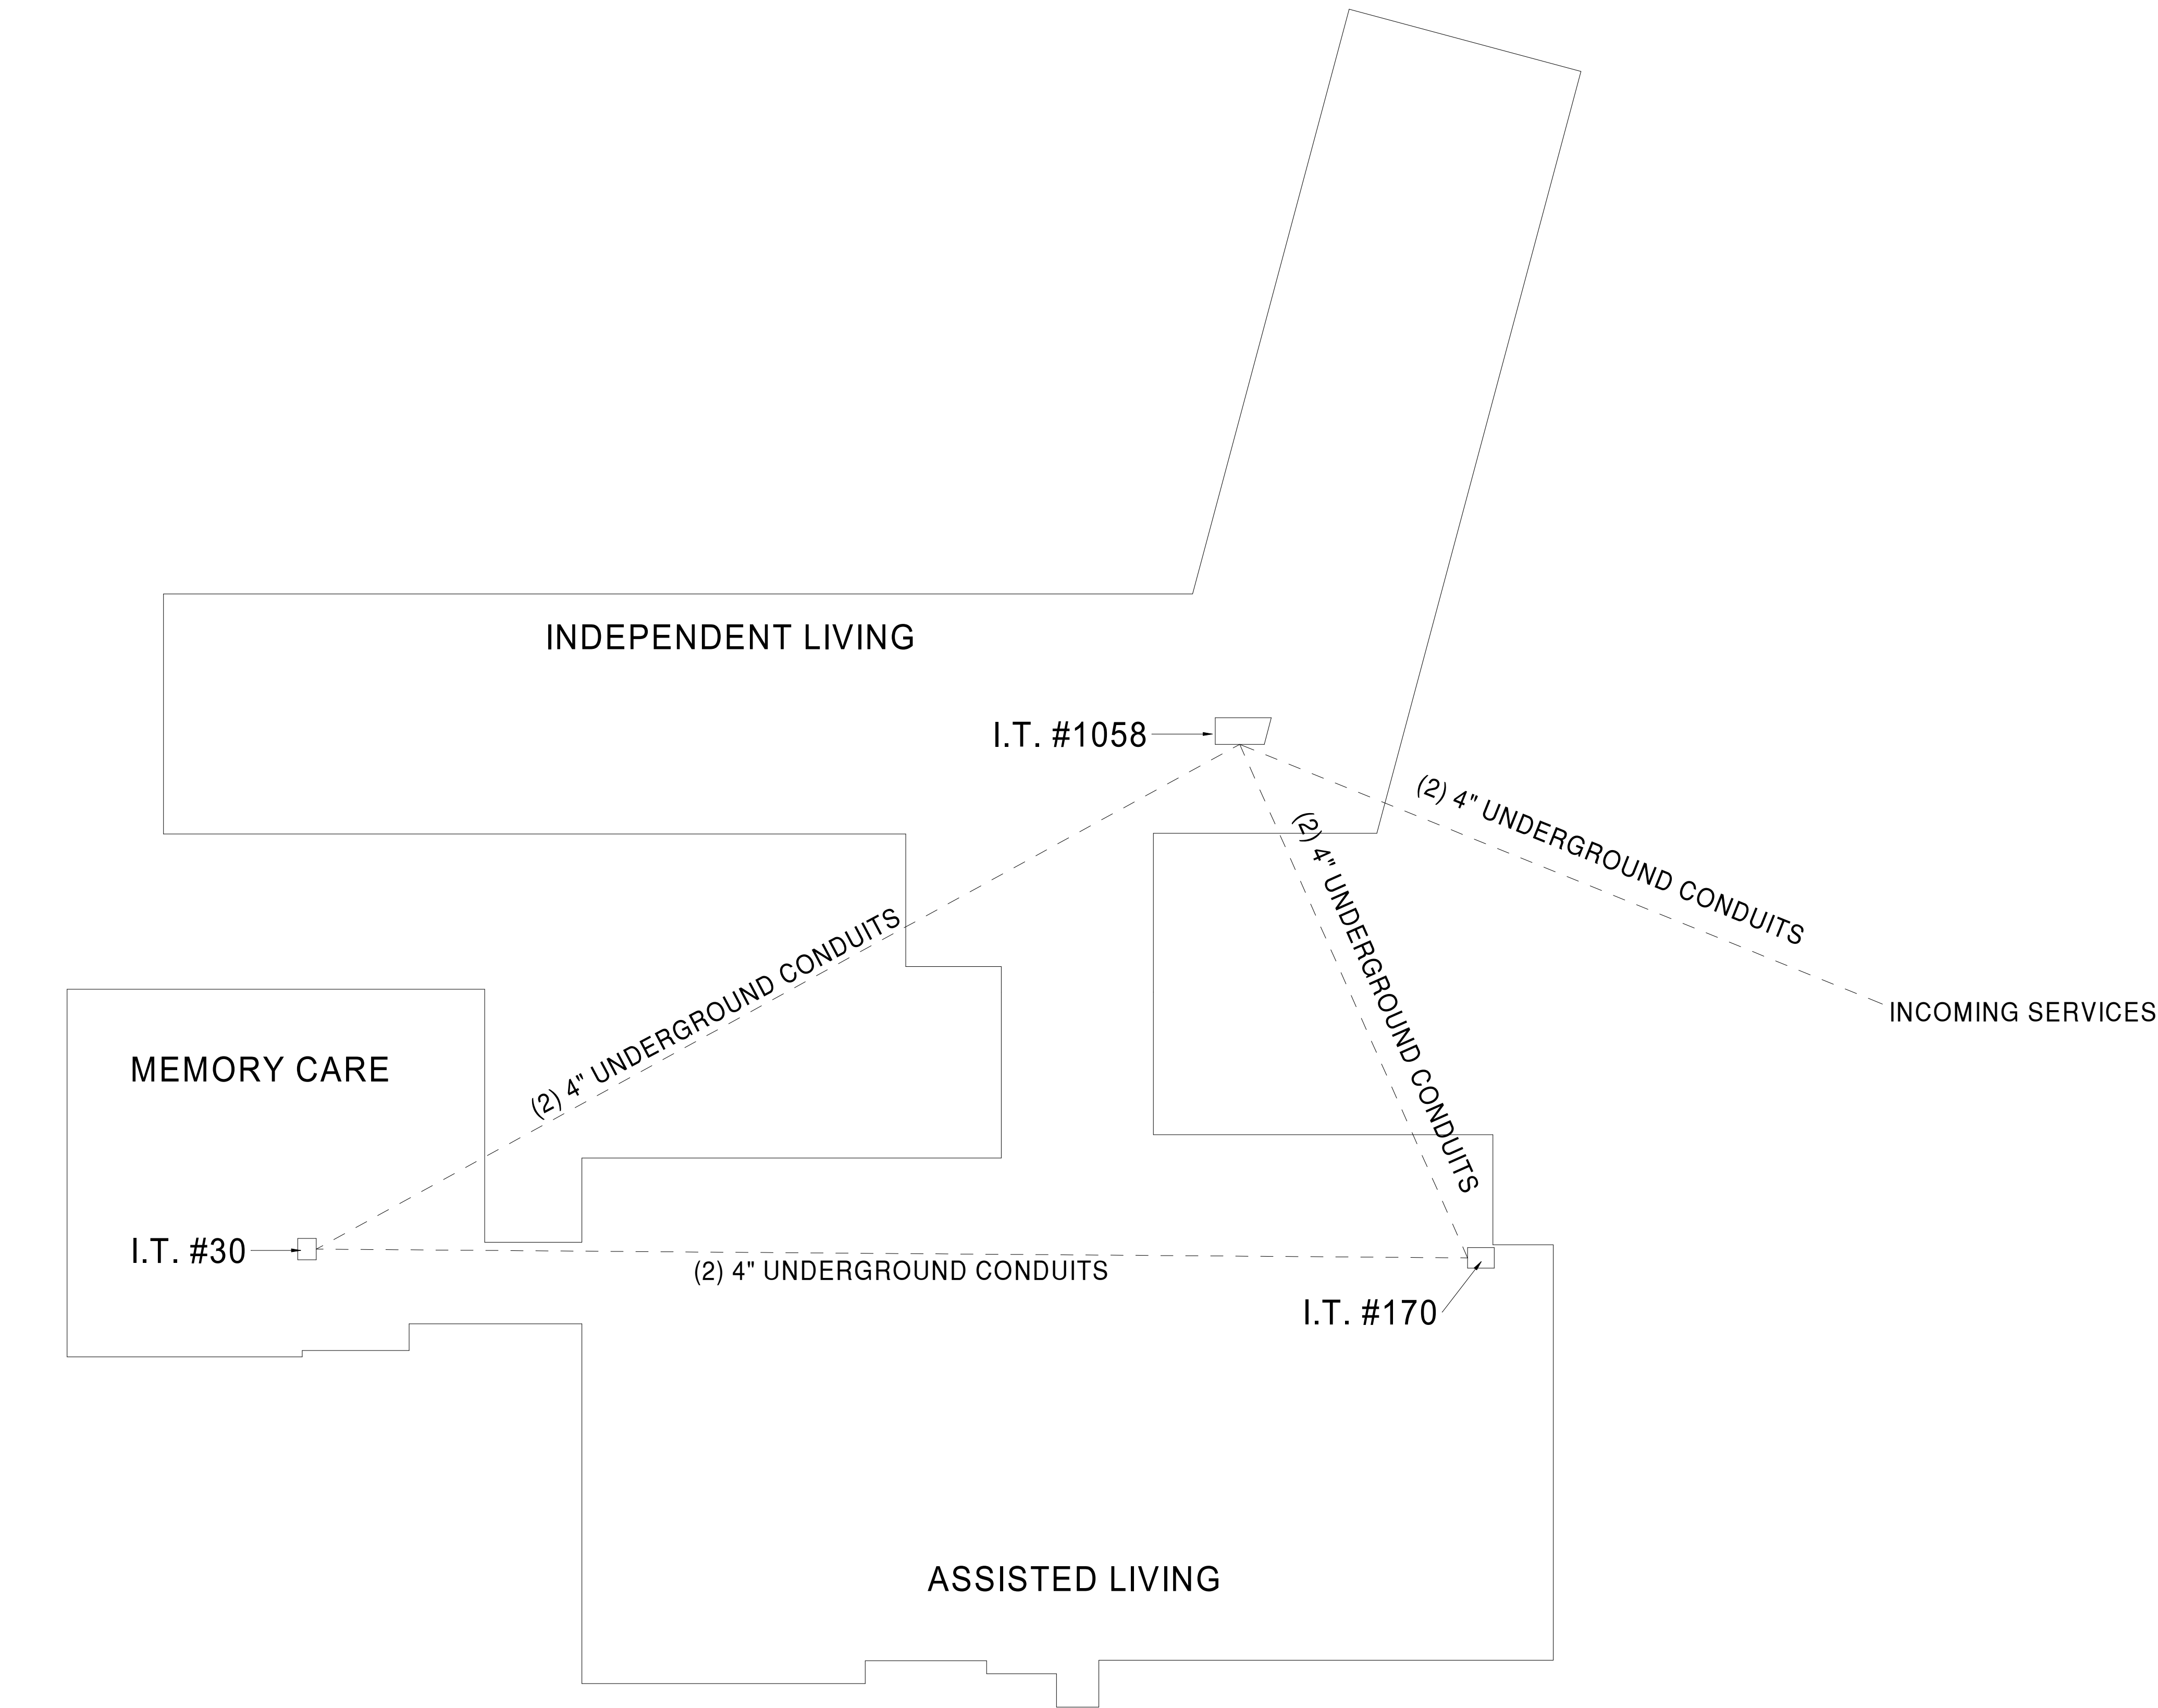 INDEPENDENT LIVING
I.T. #1058
(2) 4" UNDERGROUND CONDUITS
(2) 4" UNDERGROUND CONDUITS
(2) 4" UNDERGROUND CONDUITS
INCOMING SERVICES
MEMORY CARE
I.T. #30
(2) 4" UNDERGROUND CONDUITS
I.T. #170
ASSISTED LIVING